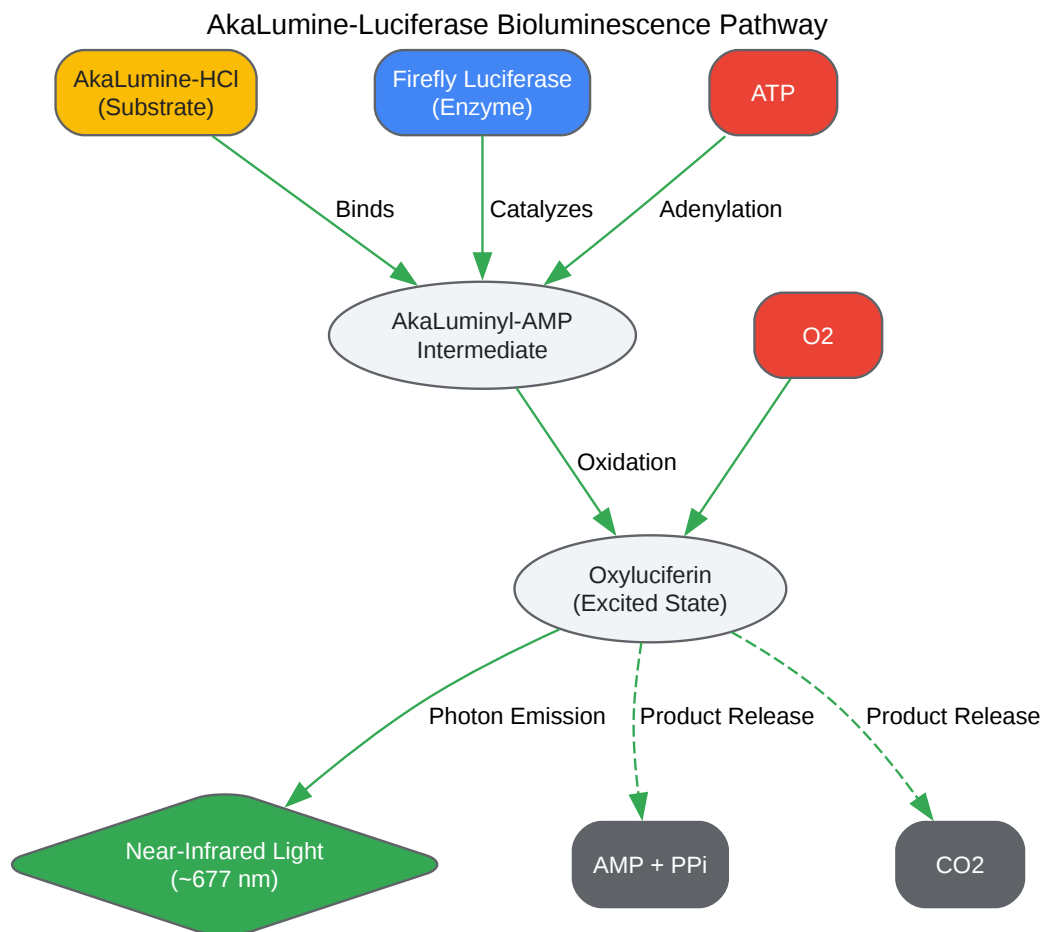 AkaLumine-Luciferase Bioluminescence Pathway
AkaLumine-HCl
(Substrate)
Firefly Luciferase
(Enzyme)
ATP
Binds
Catalyzes
Adenylation
AkaLuminyl-AMP
Intermediate
O2
Oxidation
Oxyluciferin
(Excited State)
Photon Emission
Product Release
Product Release
Near-Infrared Light
(~677 nm)
AMP + PPi
CO2